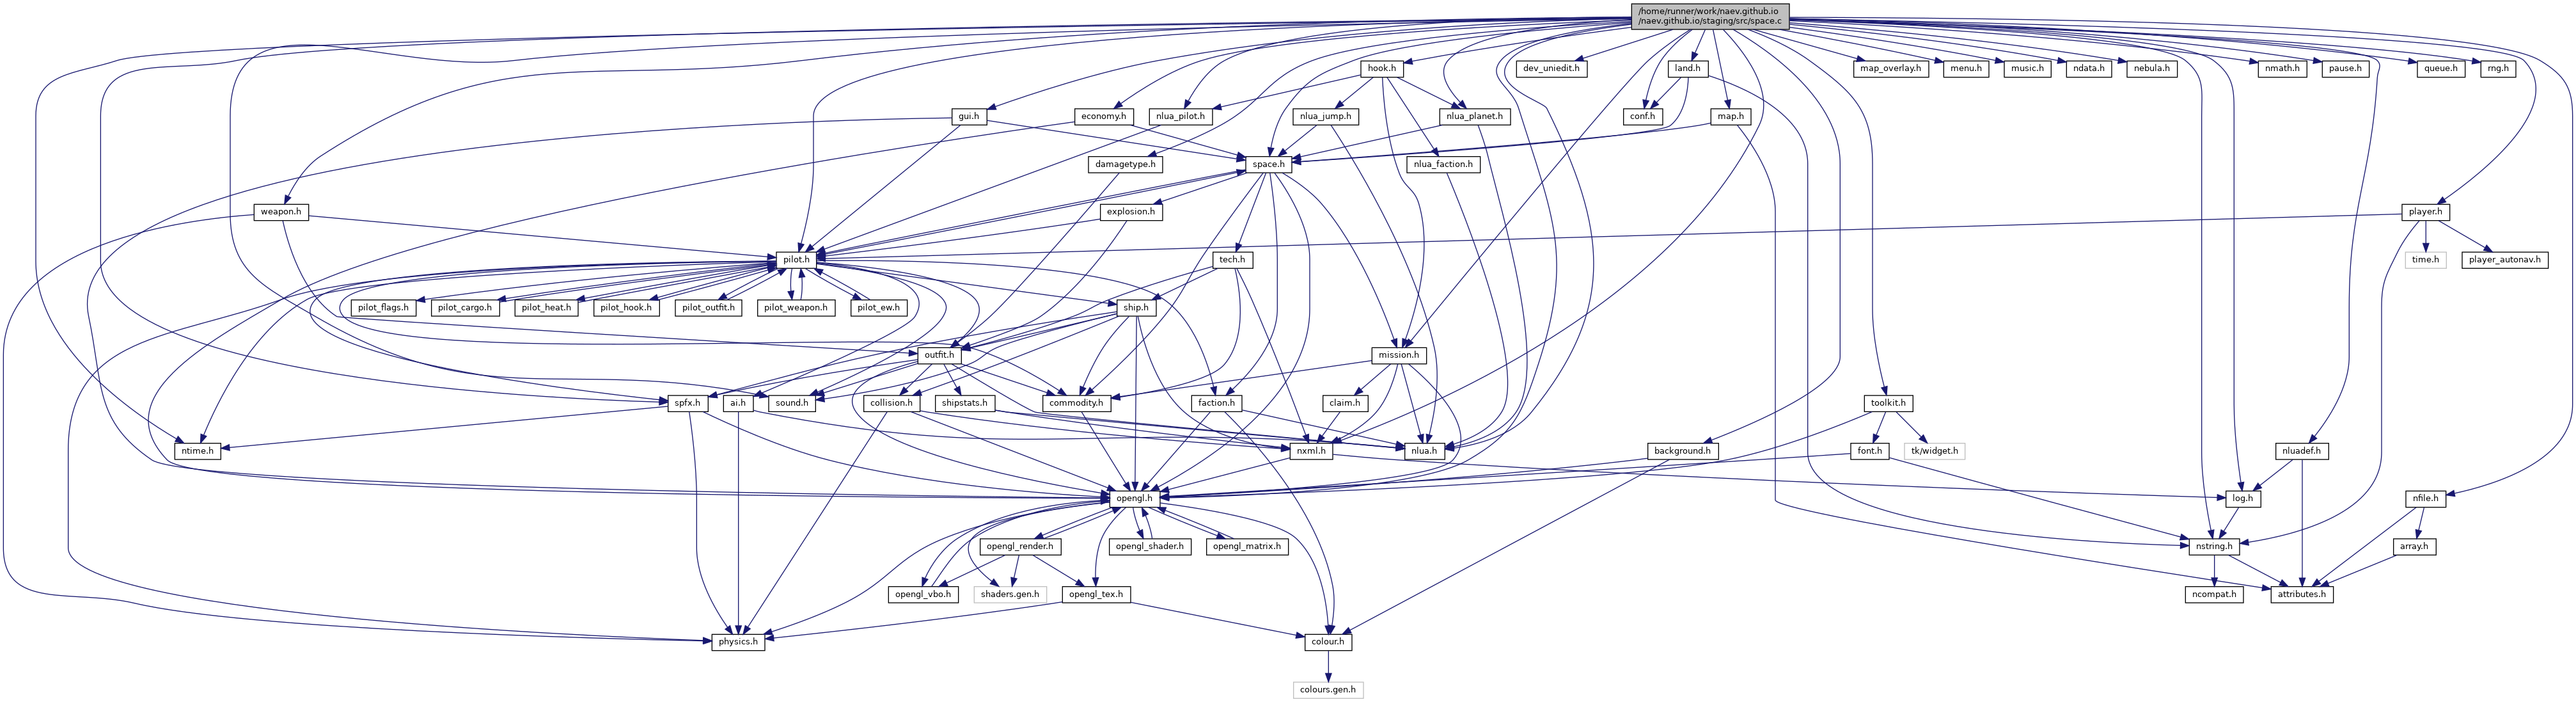 /home/runner/work/naev.github.io
/naev.github.io/staging/src/space.c
hook.h
dev_uniedit.h
land.h
map_overlay.h
menu.h
music.h
ndata.h
nebula.h
nmath.h
pause.h
queue.h
rng.h
gui.h
economy.h
nlua_pilot.h
nlua_jump.h
nlua_planet.h
conf.h
map.h
damagetype.h
space.h
nlua_faction.h
weapon.h
explosion.h
player.h
pilot.h
tech.h
time.h
player_autonav.h
pilot_flags.h
pilot_cargo.h
pilot_heat.h
pilot_hook.h
pilot_outfit.h
pilot_weapon.h
pilot_ew.h
ship.h
outfit.h
mission.h
spfx.h
ai.h
sound.h
collision.h
shipstats.h
commodity.h
faction.h
claim.h
toolkit.h
ntime.h
nxml.h
nlua.h
background.h
font.h
tk/widget.h
nluadef.h
opengl.h
log.h
nfile.h
opengl_render.h
opengl_shader.h
opengl_matrix.h
nstring.h
array.h
opengl_vbo.h
shaders.gen.h
opengl_tex.h
ncompat.h
attributes.h
physics.h
colour.h
colours.gen.h